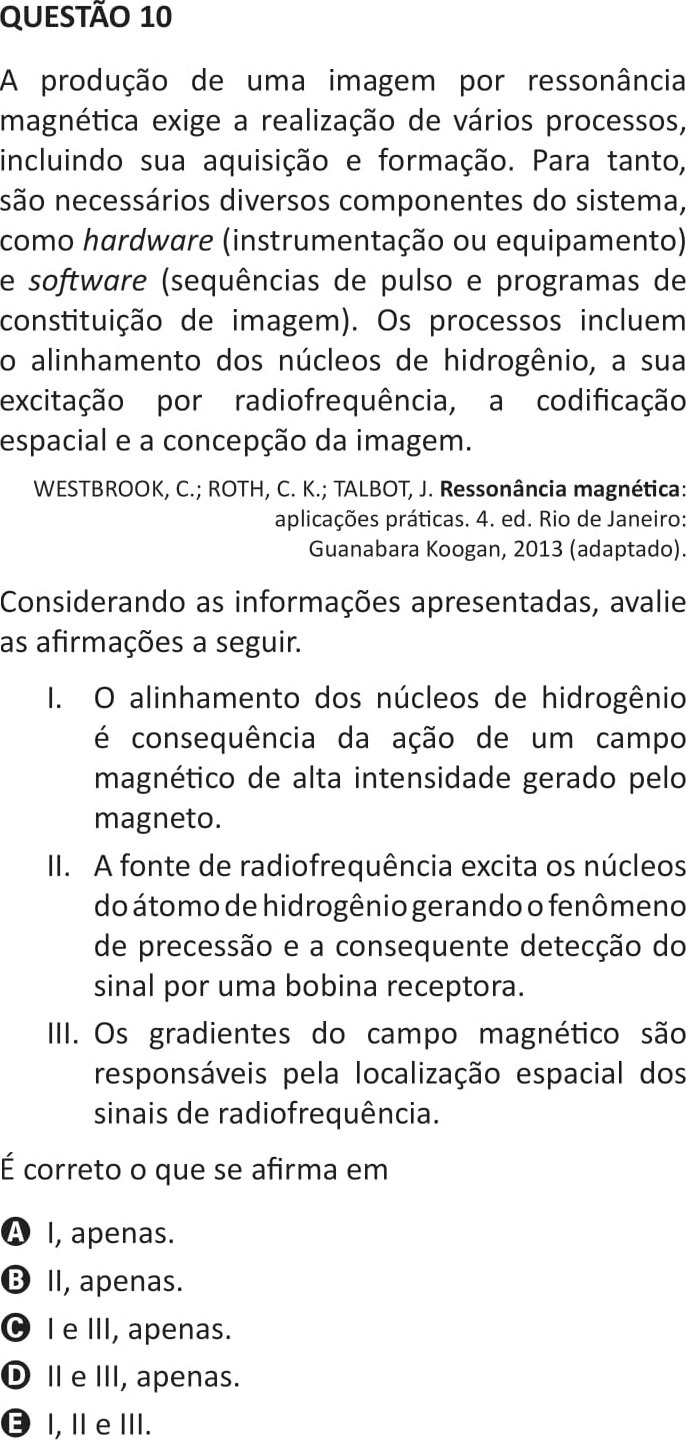 QUESTÃO 10
A produção de uma imagem por ressonância
magnética exige a realização de vários processos,
incluindo sua aquisição e formação. Para tanto,
são necessários diversos componentes do sistema,
como hardware (instrumentação ou equipamento)
e software (sequências de pulso e programas de
constituição de imagem). Os processos incluem
o alinhamento dos núcleos de hidrogênio, a sua
excitação por radiofrequência, a codificação
espacial e a concepção da imagem.
WESTBROOK, C.; ROTH, C. K.; TALBOT, J. Ressonância magnética:
aplicações práticas. 4. ed. Rio de Janeiro:
Guanabara Koogan, 2013 (adaptado).
Considerando as informações apresentadas, avalie
as afirmações a seguir.
I. O alinhamento dos núcleos de hidrogênio
é consequência da ação de um campo
magnético de alta intensidade gerado pelo
magneto.
II. A fonte de radiofrequência excita os núcleos
do átomo de hidrogênio gerando o fenômeno
de precessão e a consequente detecção do
sinal por uma bobina receptora.
III. Os gradientes do campo magnético são
responsáveis pela localização espacial dos
sinais de radiofrequência.
É correto o que se afirma em
A I, apenas.
B II, apenas.
C I e III, apenas.
D II e III, apenas.
E I, II e III.